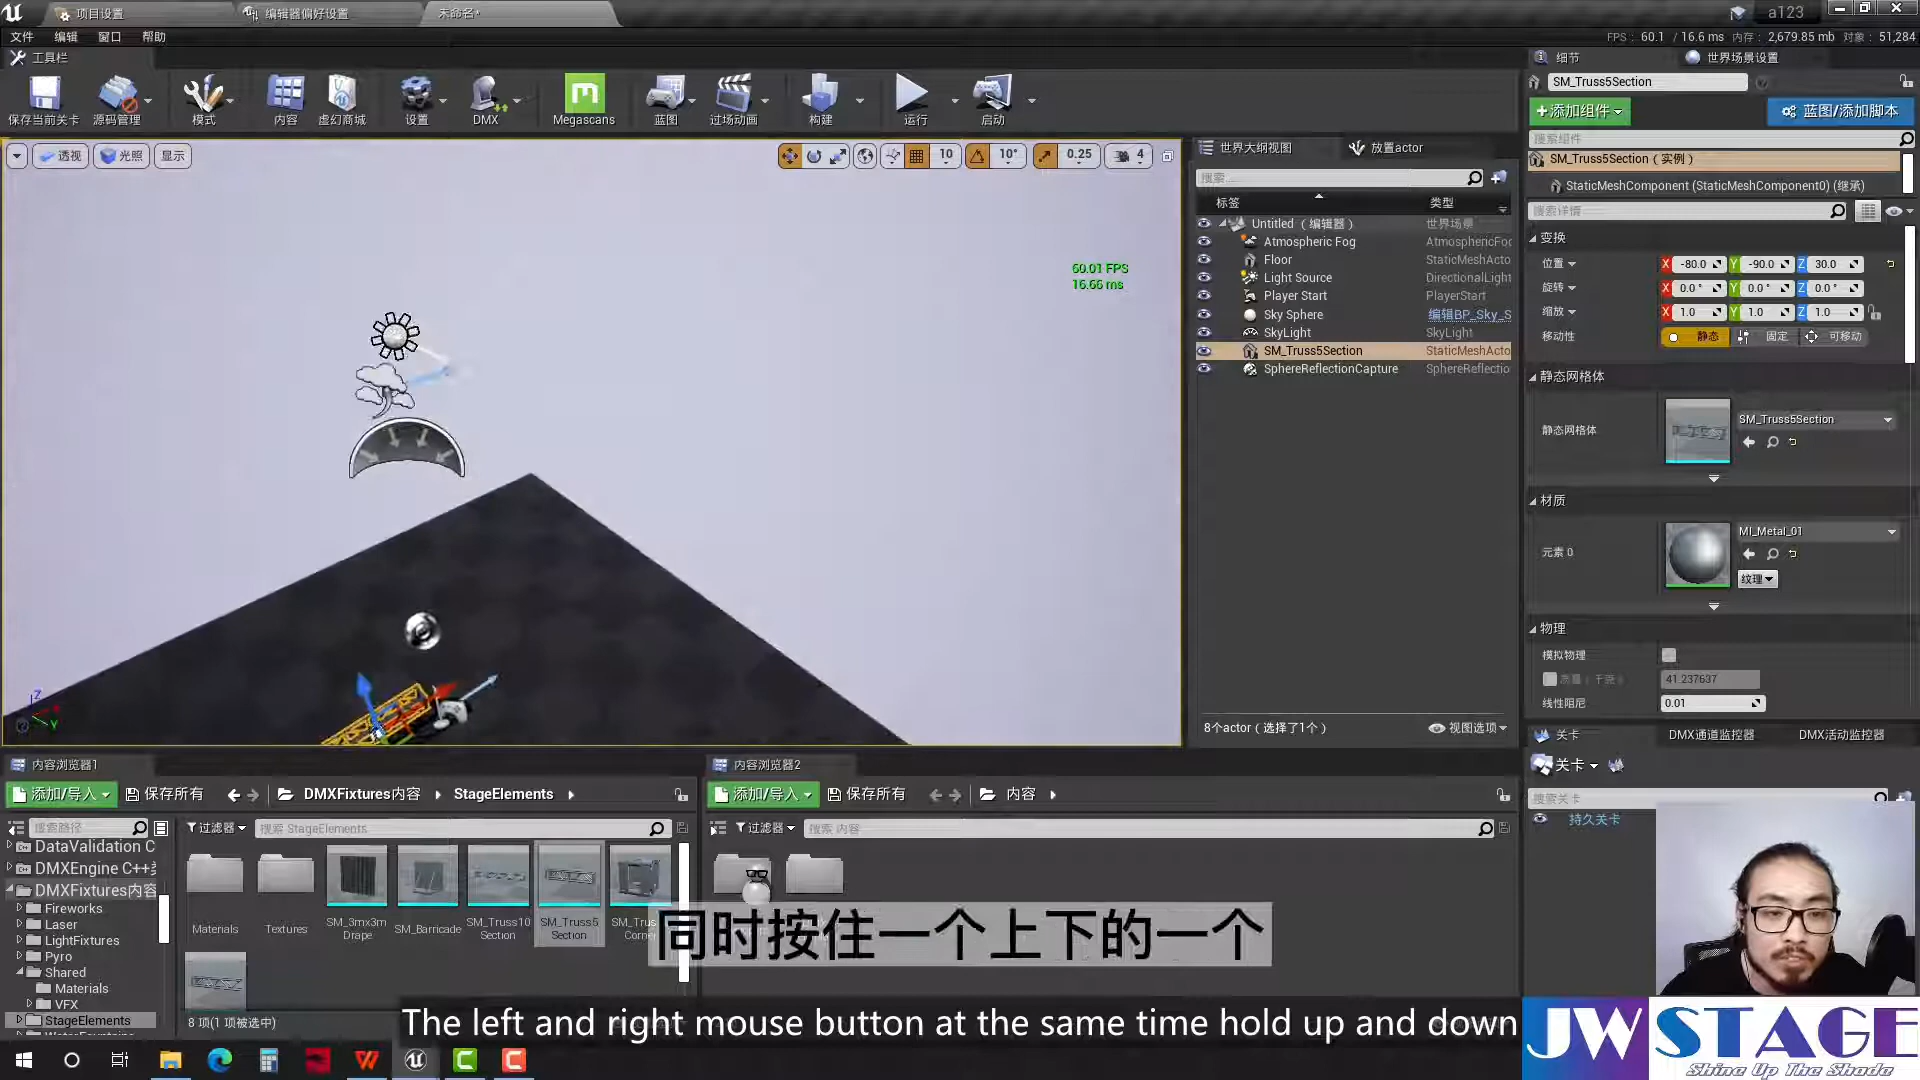 项目设置
编辑器偏好设置
未命名*
a123
文件 编辑 窗口 帮助
FPS : 60.1 / 16.6 ms 内存 : 2,679.85 mb 对象 : 51,284
工具栏
保存当前关卡
源码管理
模式
内容
虚幻商城
设置
DMX
Megascans
蓝图
过场动画
构建
运行
启动
透视
光照
显示
10
10°
0.25
4
60.01 FPS
16.66 ms
世界大纲视图
放置actor
搜索...
标签
类型
Untitled（编辑器）
世界场景
Atmospheric Fog
AtmosphericFog
Floor
StaticMeshActo
Light Source
DirectionalLight
Player Start
PlayerStart
Sky Sphere
编辑BP_Sky_S
SkyLight
SkyLight
SM_Truss5Section
StaticMeshActo
SphereReflectionCapture
SphereReflectio
8个actor（选择了1个）
视图选项
细节
世界场景设置
SM_Truss5Section
+添加组件
蓝图/添加脚本
搜索组件
SM_Truss5Section（实例）
StaticMeshComponent (StaticMeshComponent0) (继承)
搜索详情
变换
位置 X -80.0 Y -90.0 Z 30.0
旋转 X 0.0° Y 0.0° Z 0.0°
缩放 X 1.0 Y 1.0 Z 1.0
移动性 静态 固定 可移动
静态网格体
静态网格体
SM_Truss5Section
材质
元素 0
MI_Metal_01
纹理
物理
模拟物理
41.237637
线性阻尼
0.01
关卡
DMX通道监控器
DMX活动监控器
关卡
搜索关卡
持久关卡
内容浏览器1
添加/导入
保存所有
DMXFixtures内容
StageElements
搜索路径
过滤器
搜索 StageElements
DataValidation C
DMXEngine C++类
DMXFixtures内容
Fireworks
Laser
LightFixtures
Pyro
Shared
Materials
VFX
StageElements
Materials
Textures
SM_3mx3m
Drape
SM_Barricade
SM_Truss10
Section
SM_Truss5
Section
SM_Trus
Corne
8 项(1 项被选中)
内容浏览器2
添加/导入
保存所有
内容
过滤器
搜索 内容
同时按住一个上下的一个
The left and right mouse button at the same time hold up and down
JWSTAGE
Shine Up The Shade